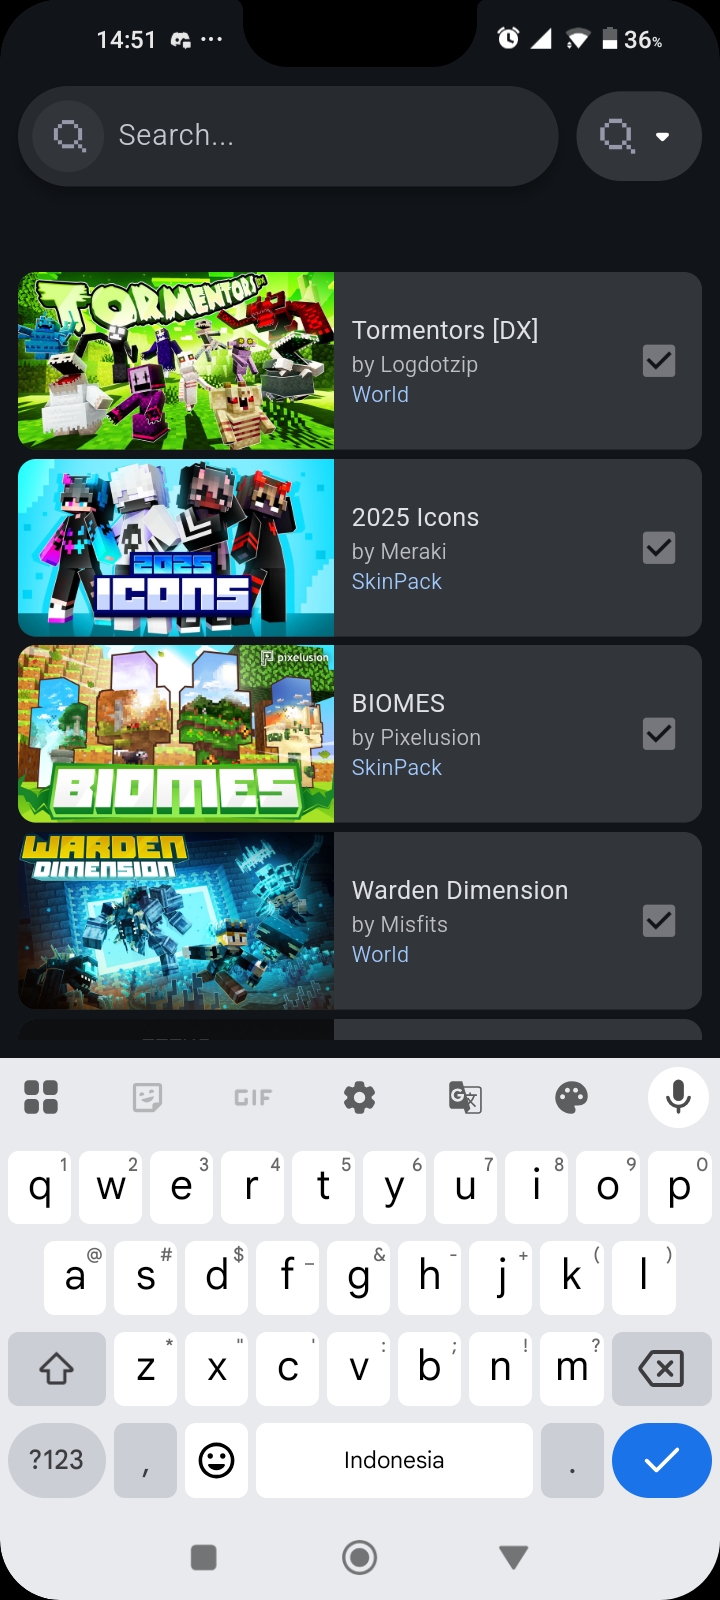 14:51
36%
Search...
TORMENTORS DX
Tormentors [DX]
by Logdotzip
World
2025
ICONS
2025 Icons
by Meraki
SkinPack
pixelusion
BIOMES
BIOMES
by Pixelusion
SkinPack
WARDEN
DIMENSION
Warden Dimension
by Misfits
World
GIF
q 1 w 2 e 3 r 4 t 5 y 6 u 7 i 8 o 9 p 0
a @ s # d $ f _ g & h - j + k ( l )
z * x " c ' v : b ; n ! m ?
?123 , Indonesia .